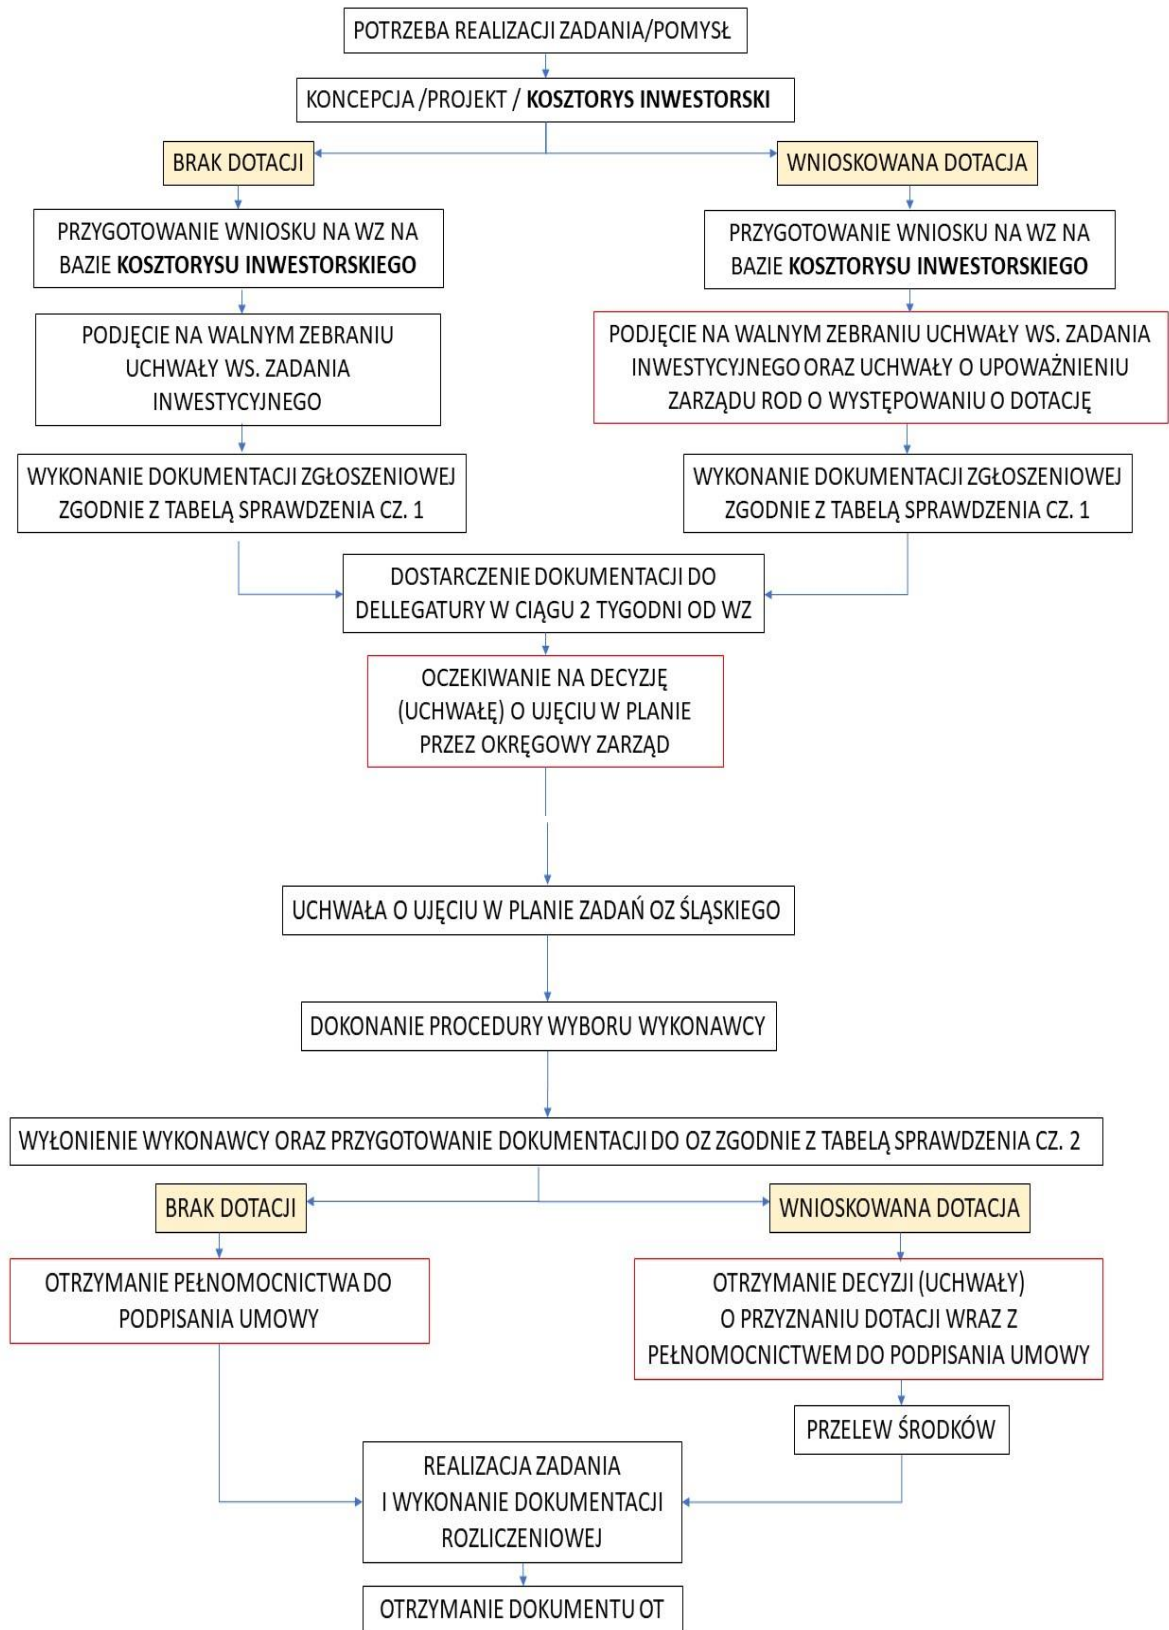 POTRZEBA REALIZACJI ZADANIA/POMYSŁ
KONCEPCJA /PROJEKT / KOSZTORYS INWESTORSKI
BRAK DOTACJI
WNIOSKOWANA DOTACJA
PRZYGOTOWANIE WNIOSKU NA WZ NA
BAZIE KOSZTORYSU INWESTORSKIEGO
PRZYGOTOWANIE WNIOSKU NA WZ NA
BAZIE KOSZTORYSU INWESTORSKIEGO
PODJĘCIE NA WALNYM ZEBRANIU
UCHWAŁY WS. ZADANIA
INWESTYCYJNEGO
PODJĘCIE NA WALNYM ZEBRANIU UCHWAŁY WS. ZADANIA
INWESTYCYJNEGO ORAZ UCHWAŁY O UPOWAŻNIENIU
ZARZĄDU ROD O WYSTĘPOWANIU O DOTACJĘ
WYKONANIE DOKUMENTACJI ZGŁOSZENIOWEJ
ZGODNIE Z TABELĄ SPRAWDZENIA CZ. 1
WYKONANIE DOKUMENTACJI ZGŁOSZENIOWEJ
ZGODNIE Z TABELĄ SPRAWDZENIA CZ. 1
DOSTARCZENIE DOKUMENTACJI DO
DELLEGATURY W CIĄGU 2 TYGODNI OD WZ
OCZEKIWANIE NA DECYZJĘ
(UCHWAŁĘ) O UJĘCIU W PLANIE
PRZEZ OKRĘGOWY ZARZĄD
UCHWAŁA O UJĘCIU W PLANIE ZADAŃ OZ ŚLĄSKIEGO
DOKONANIE PROCEDURY WYBORU WYKONAWCY
WYŁONIENIE WYKONAWCY ORAZ PRZYGOTOWANIE DOKUMENTACJI DO OZ ZGODNIE Z TABELĄ SPRAWDZENIA CZ. 2
BRAK DOTACJI
WNIOSKOWANA DOTACJA
OTRZYMANIE PEŁNOMOCNICTWA DO
PODPISANIA UMOWY
OTRZYMANIE DECYZJI (UCHWAŁY)
O PRZYZNANIU DOTACJI WRAZ Z
PEŁNOMOCNICTWEM DO PODPISANIA UMOWY
PRZELEW ŚRODKÓW
REALIZACJA ZADANIA
I WYKONANIE DOKUMENTACJI
ROZLICZENIOWEJ
OTRZYMANIE DOKUMENTU OT